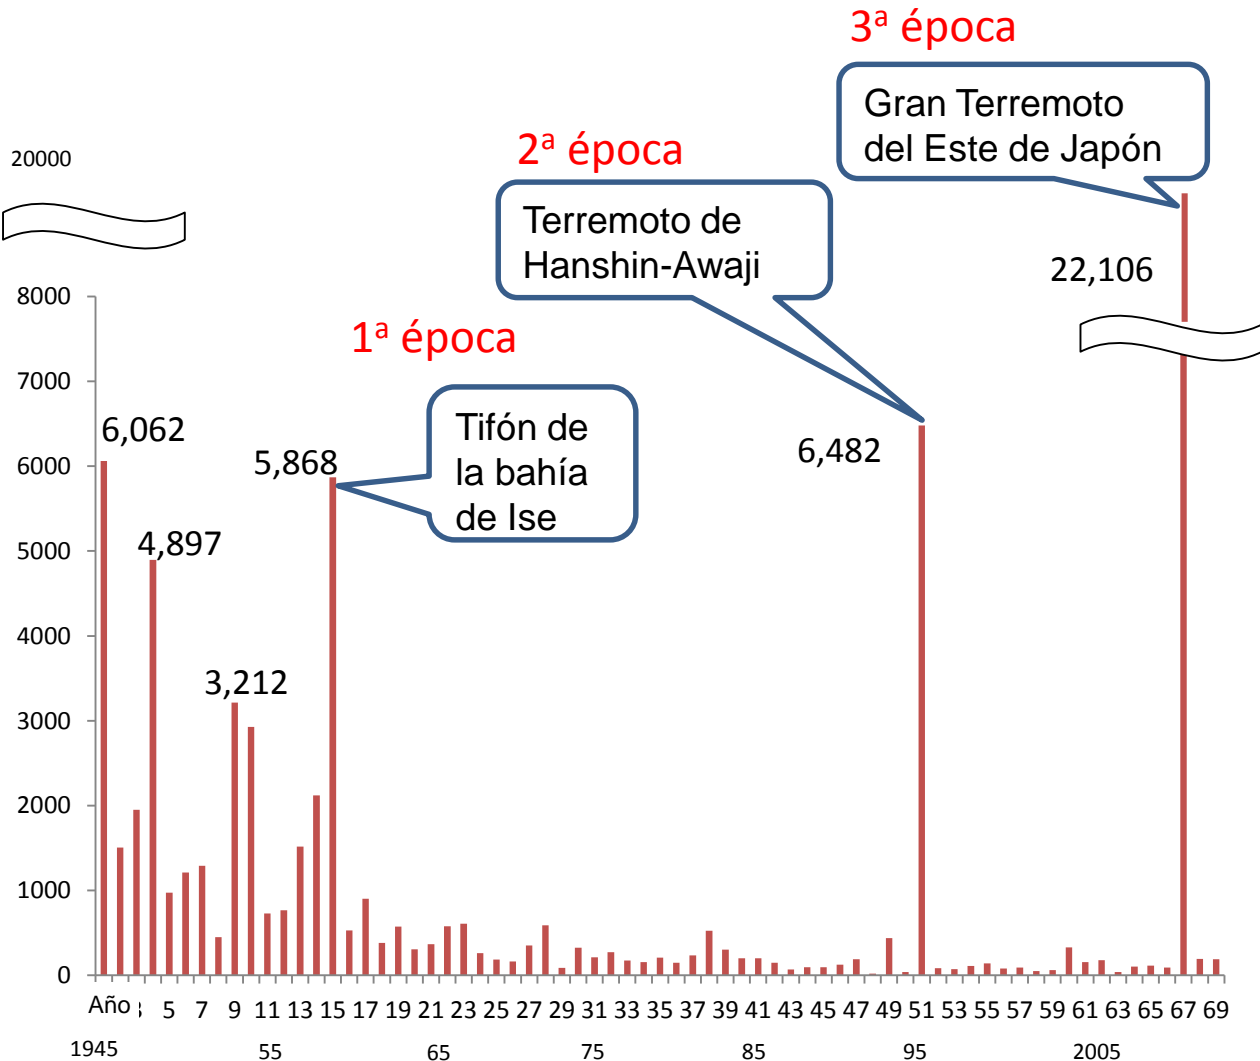 3ª época
Gran Terremoto
del Este de Japón
2ª época
20000
Terremoto de
Hanshin-Awaji
22,106
8000
1ª época
7000
6,062
Tifón de
la bahía
de Ise
5,868
6,482
6000
4,897
5000
4000
3,212
3000
2000
1000
0
Año 5 7 9 11 13 15 17 19 21 23 25 27 29 31 33 35 37 39 41 43 45 47 49 51 53 55 57 59 61 63 65 67 69
1945 55 65 75 85 95 2005